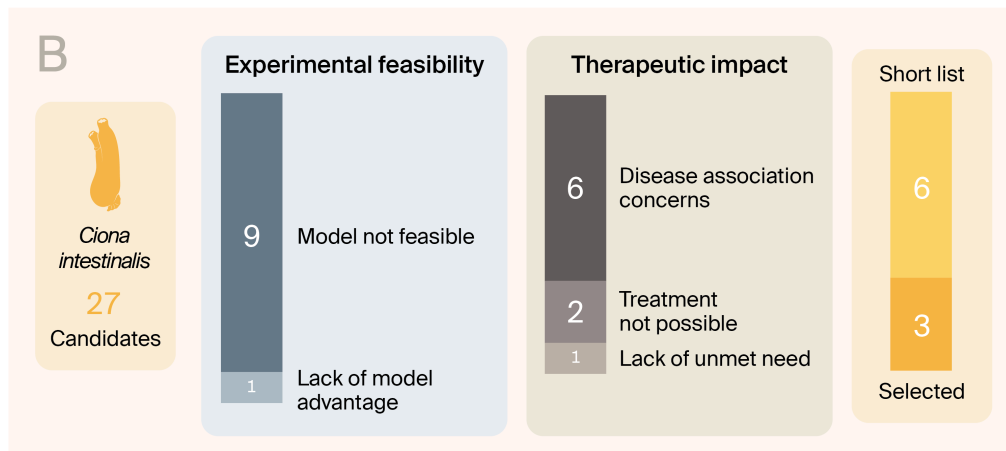 B
Ciona
intestinalis
27
Candidates
Experimental feasibility
9
Model not feasible
1
Lack of model
advantage
Therapeutic impact
6
Disease association
concerns
2
Treatment
not possible
1
Lack of unmet need
Short list
6
3
Selected